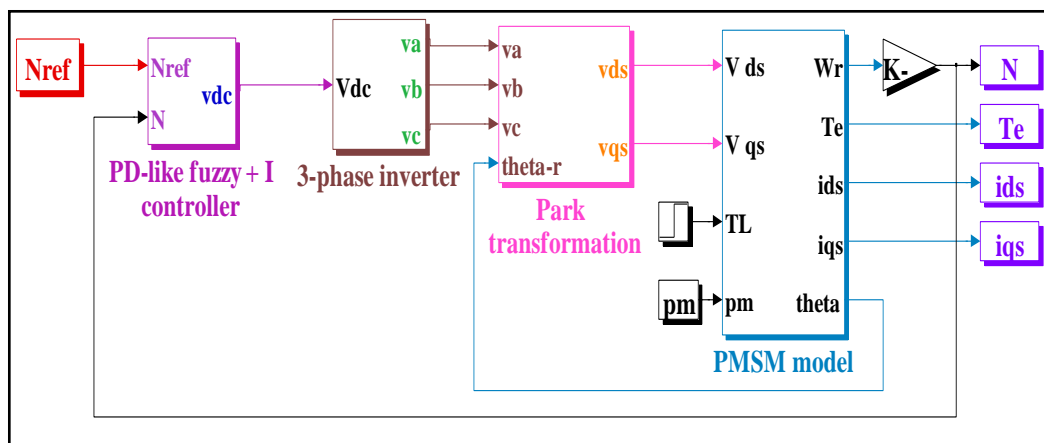 Nref
Nref
vdc
N
PD-like fuzzy + I
controller
Vdc
va
vb
vc
3-phase inverter
va
vb
vc
theta-r
vds
vqs
Park
transformation
V ds
V qs
TL
pm
pm
Wr
Te
ids
iqs
theta
PMSM model
K-
N
Te
ids
iqs